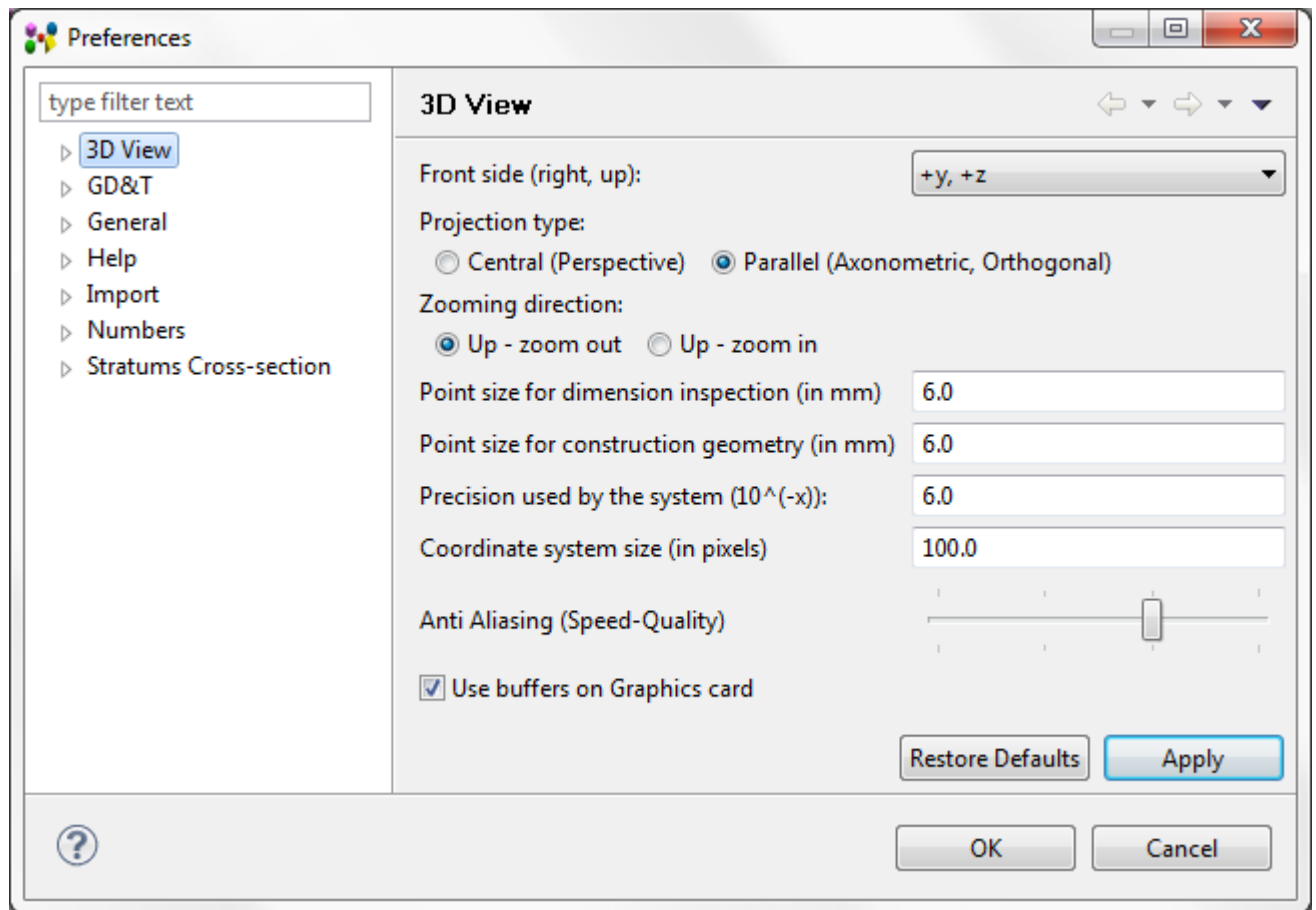 Preferences
type filter text
3D View
GD&T
General
Help
Import
Numbers
Stratums Cross-section
3D View
Front side (right, up): +y, +z
Projection type:
Central (Perspective) Parallel (Axonometric, Orthogonal)
Zooming direction:
Up - zoom out Up - zoom in
Point size for dimension inspection (in mm) 6.0
Point size for construction geometry (in mm) 6.0
Precision used by the system (10^(-x)): 6.0
Coordinate system size (in pixels) 100.0
Anti Aliasing (Speed-Quality)
Use buffers on Graphics card
Restore Defaults Apply
? OK Cancel